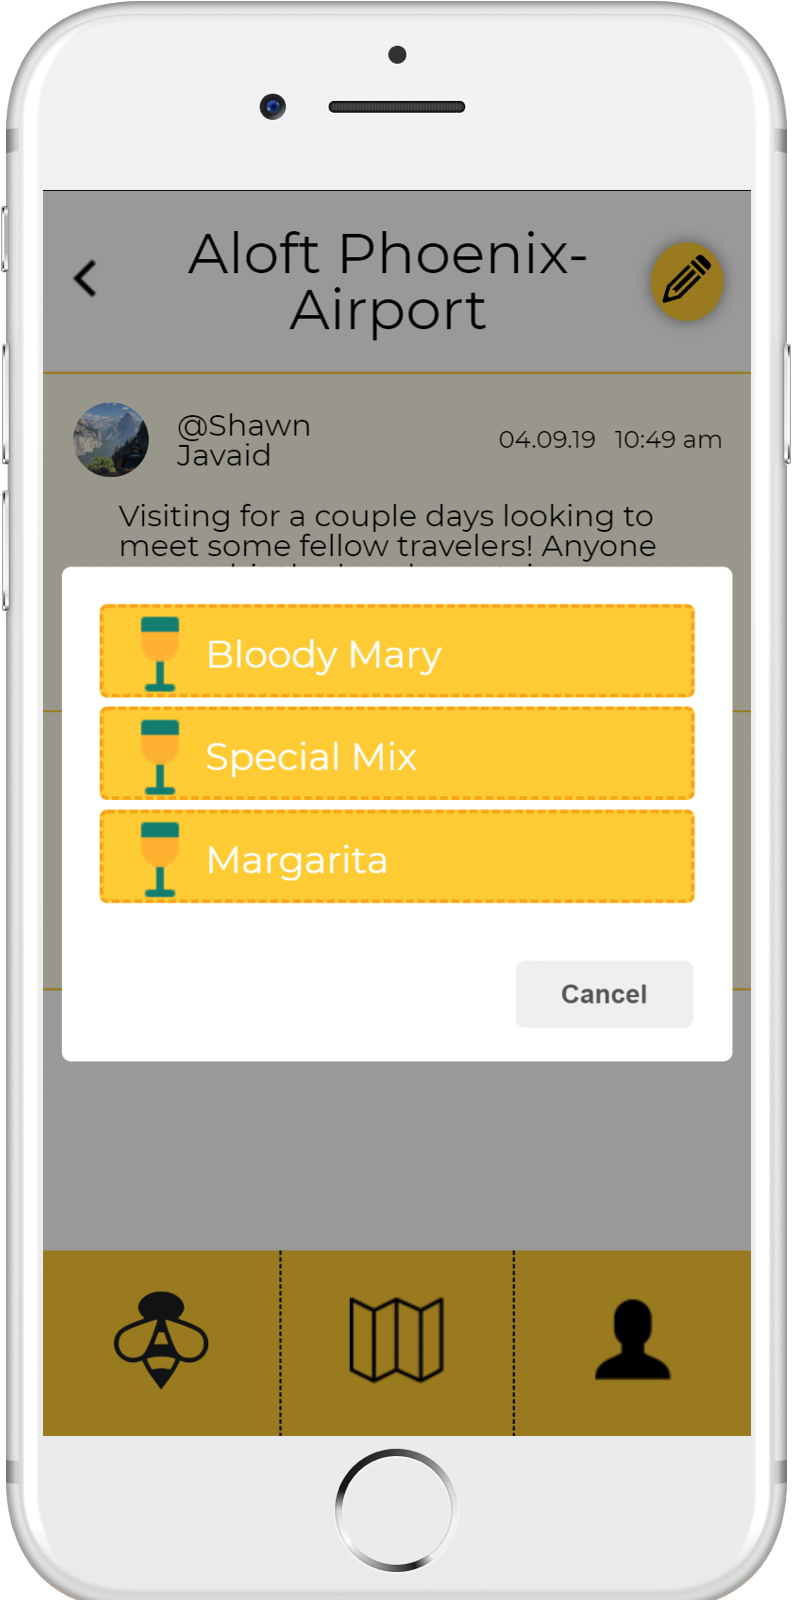 Aloft Phoenix-
Airport
@Shawn
Javaid
04.09.19 10:49 am
Visiting for a couple days looking to
meet some fellow travelers! Anyone
Bloody Mary
Special Mix
Margarita
Cancel